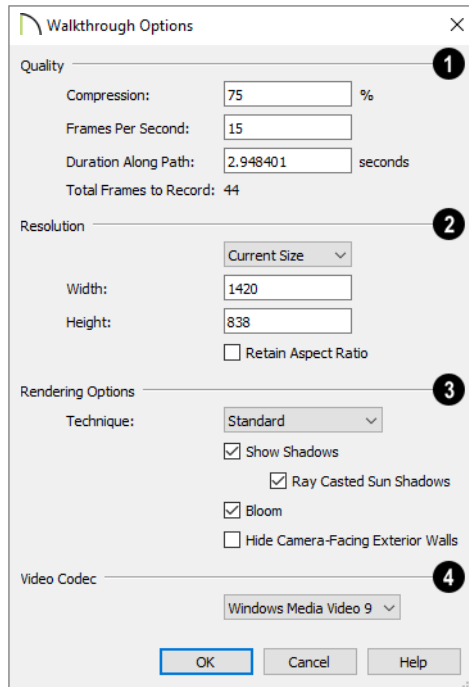 Walkthrough Options
Quality 1
Compression: 75 %
Frames Per Second: 15
Duration Along Path: 2.948401 seconds
Total Frames to Record: 44
Resolution 2
Current Size
Width: 1420
Height: 838
Retain Aspect Ratio
Rendering Options 3
Technique: Standard
Show Shadows
Ray Casted Sun Shadows
Bloom
Hide Camera-Facing Exterior Walls
Video Codec 4
Windows Media Video 9
OK Cancel Help